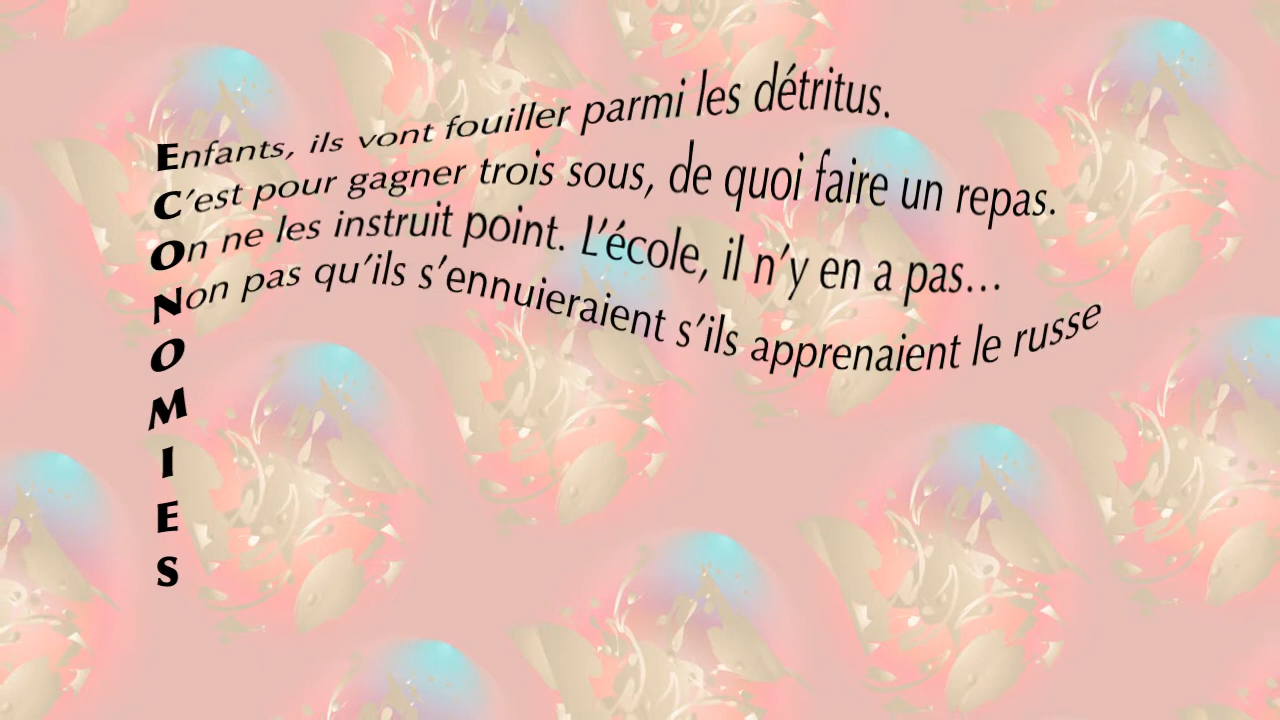 Enfants, ils vont fouiller parmi les détritus.
C’est pour gagner trois sous, de quoi faire un repas.
On ne les instruit point. L’école, il n’y en a pas…
Non pas qu’ils s’ennuieraient s’ils apprenaient le russe
O
M
I
E
S